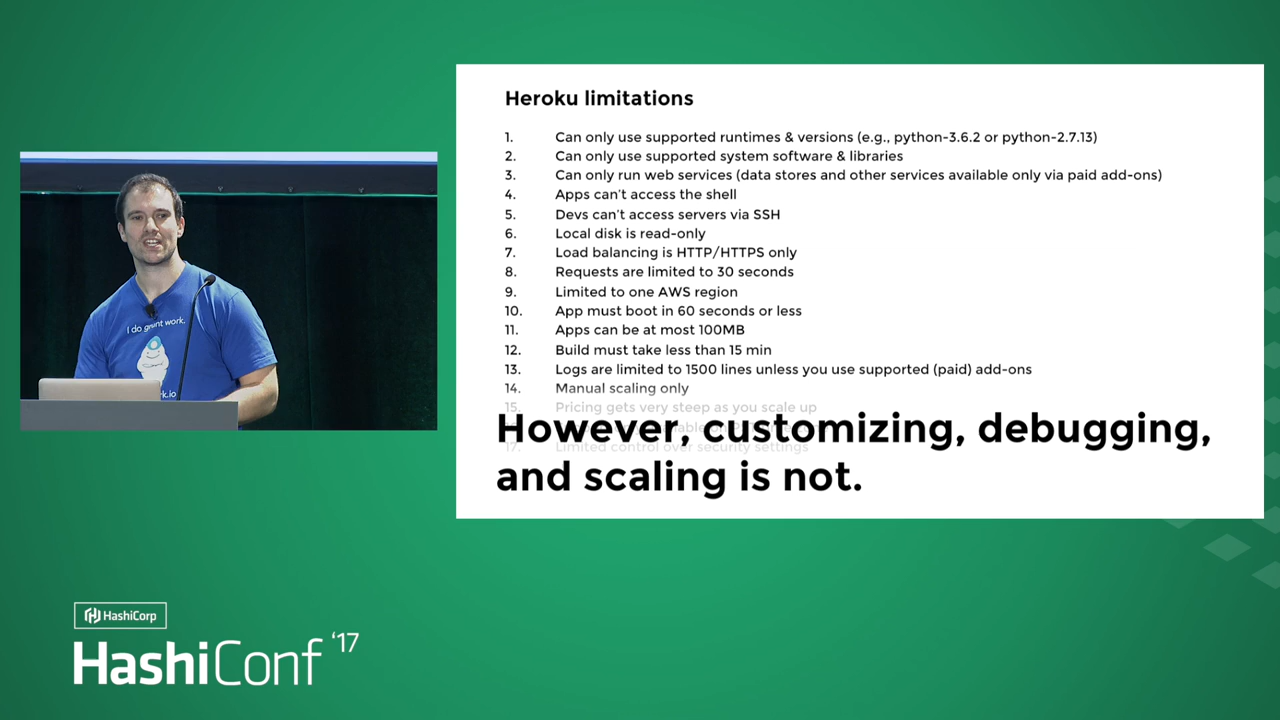 Heroku limitations
1. Can only use supported runtimes & versions (e.g., python-3.6.2 or python-2.7.13)
2. Can only use supported system software & libraries
3. Can only run web services (data stores and other services available only via paid add-ons)
4. Apps can't access the shell
5. Devs can't access servers via SSH
6. Local disk is read-only
7. Load balancing is HTTP/HTTPS only
8. Requests are limited to 30 seconds
9. Limited to one AWS region
10. App must boot in 60 seconds or less
11. Apps can be at most 100MB
12. Build must take less than 15 min
13. Logs are limited to 1500 lines unless you use supported (paid) add-ons
14. Manual scaling only
15. Pricing gets very steep as you scale up
However, customizing, debugging,
17. Limited control over security settings
and scaling is not.
I do grunt work.
rk.io
HashiCorp
HashiConf '17